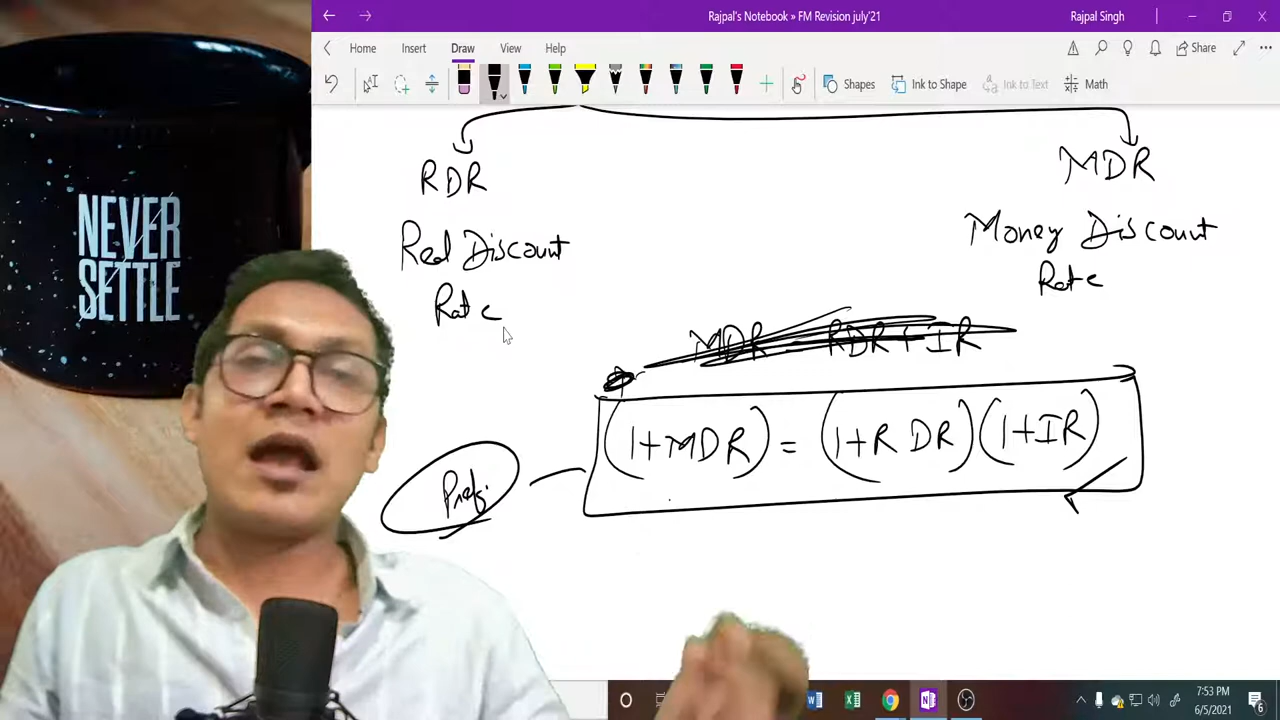 Rajpal's Notebook » FM Revision july'21
Rajpal Singh
Home Insert Draw View Help
Share
Shapes
Ink to Shape
Ink to Text
Math
RDR
MDR
Real Discount
Rate
Money Discount
Rate
MDR = RDR + IR
(1+MDR) = (1+RDR)(1+IR)
Pref.
NEVER
SETTLE
7:53 PM
6/5/2021
6